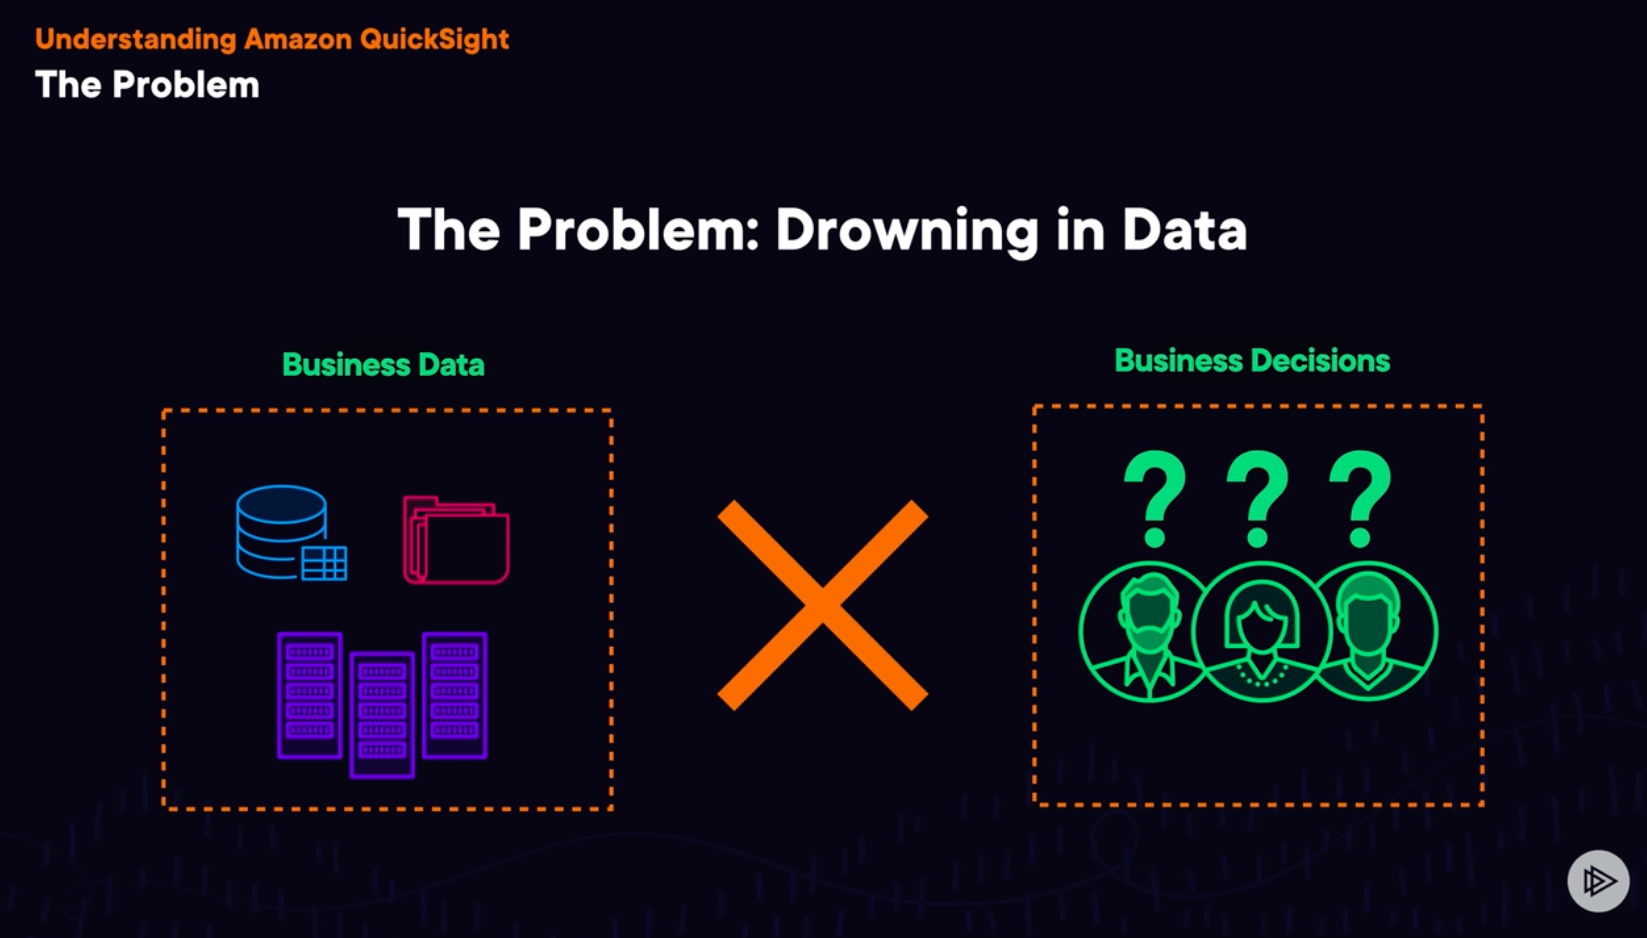 Understanding Amazon QuickSight
The Problem
The Problem: Drowning in Data
Business Data
Business Decisions
? ? ?